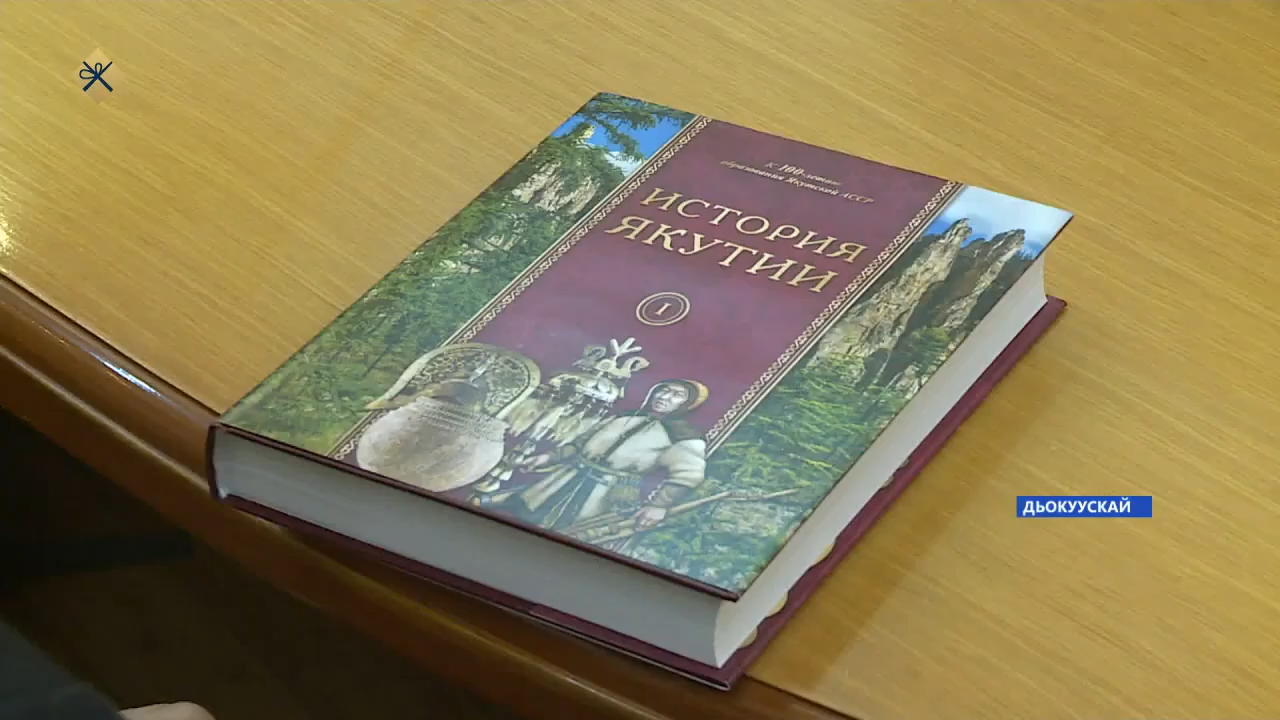 К 100-летию
образования Якутской АССР
ИСТОРИЯ
ЯКУТИИ
I
ДЬОКУУСКАЙ